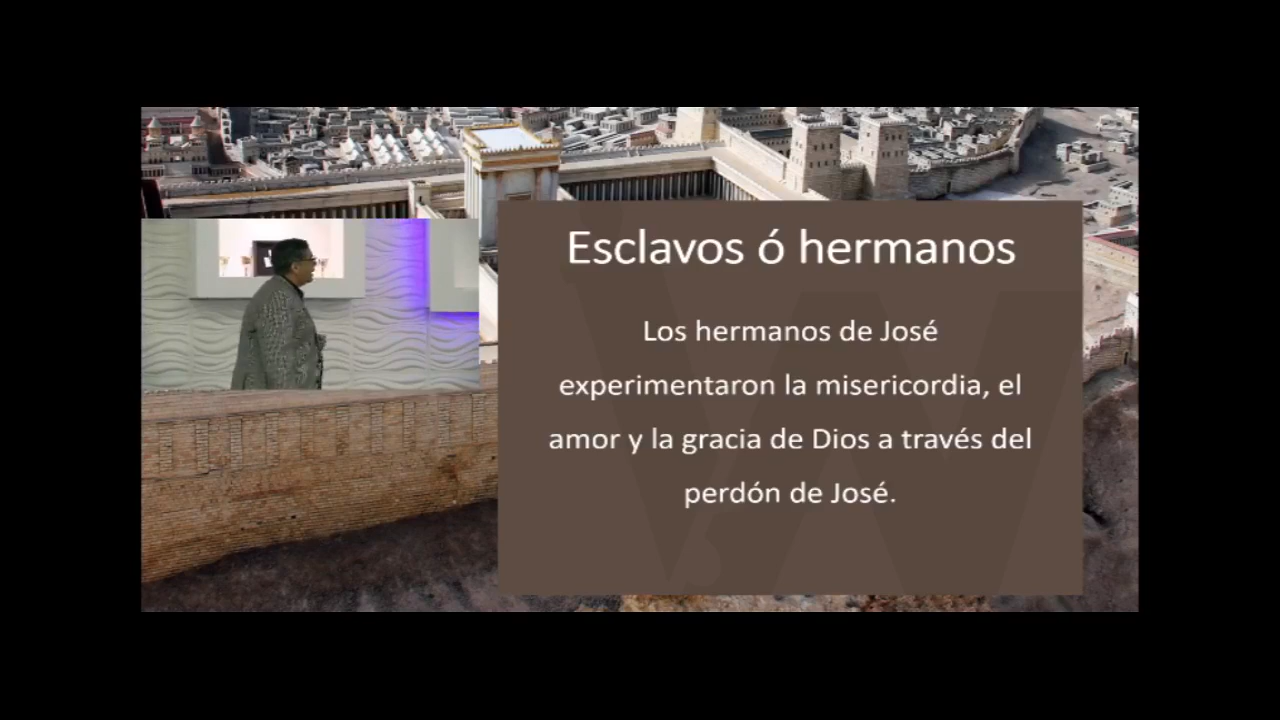 Esclavos ó hermanos
Los hermanos de José
experimentaron la misericordia, el
amor y la gracia de Dios a través del
perdón de José.